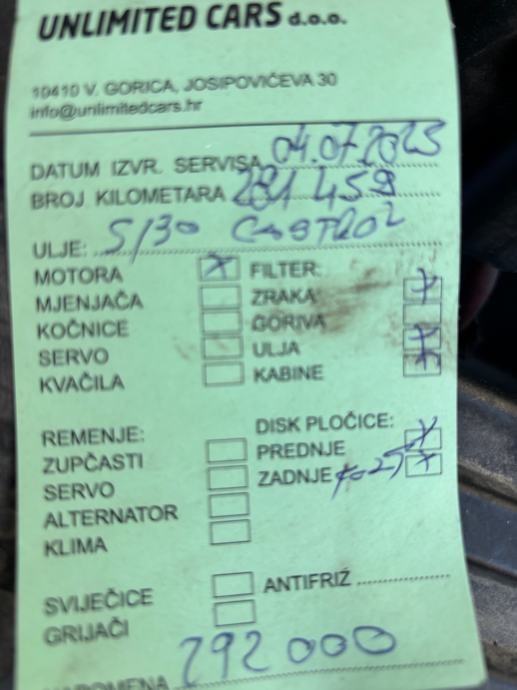 UNLIMITED CARS d.o.o.
10410 V. GORICA, JOSIPOVIĆEVA 30
info@unlimitedcars.hr
DATUM IZVR. SERVISA 04.07.2025
BROJ KILOMETARA 281 459
ULJE: 5/30 CASTROL
MOTORA X FILTER:
MJENJAČA ZRAKA X
KOČNICE GORIVA
SERVO ULJA X
KVAČILA KABINE X
REMENJE: DISK PLOČICE:
ZUPČASTI PREDNJE X
SERVO ZADNJE X
ALTERNATOR
KLIMA
SVIJEČICE ANTIFRIZ
GRIJAČI
292000